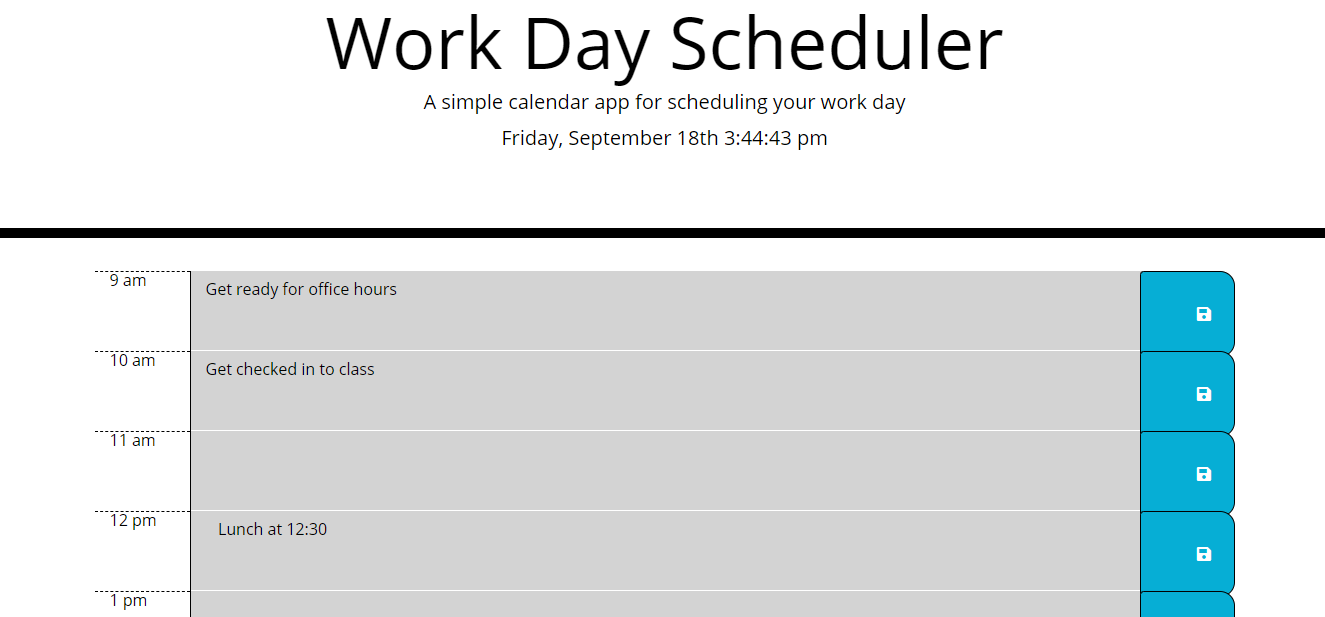 Work Day Scheduler
A simple calendar app for scheduling your work day
Friday, September 18th 3:44:43 pm
9 am
Get ready for office hours
10 am
Get checked in to class
11 am
12 pm
Lunch at 12:30
1 pm